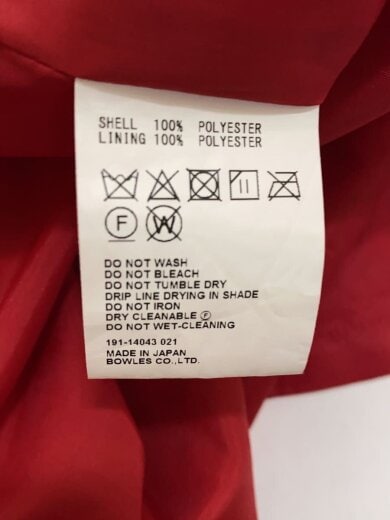 SHELL 100% POLYESTER
LINING 100% POLYESTER
F W
DO NOT WASH
DO NOT BLEACH
DO NOT TUMBLE DRY
DRIP LINE DRYING IN SHADE
DO NOT IRON
DRY CLEANABLE Ⓕ
DO NOT WET-CLEANING
191-14043 021
MADE IN JAPAN
BOWLES CO.,LTD.